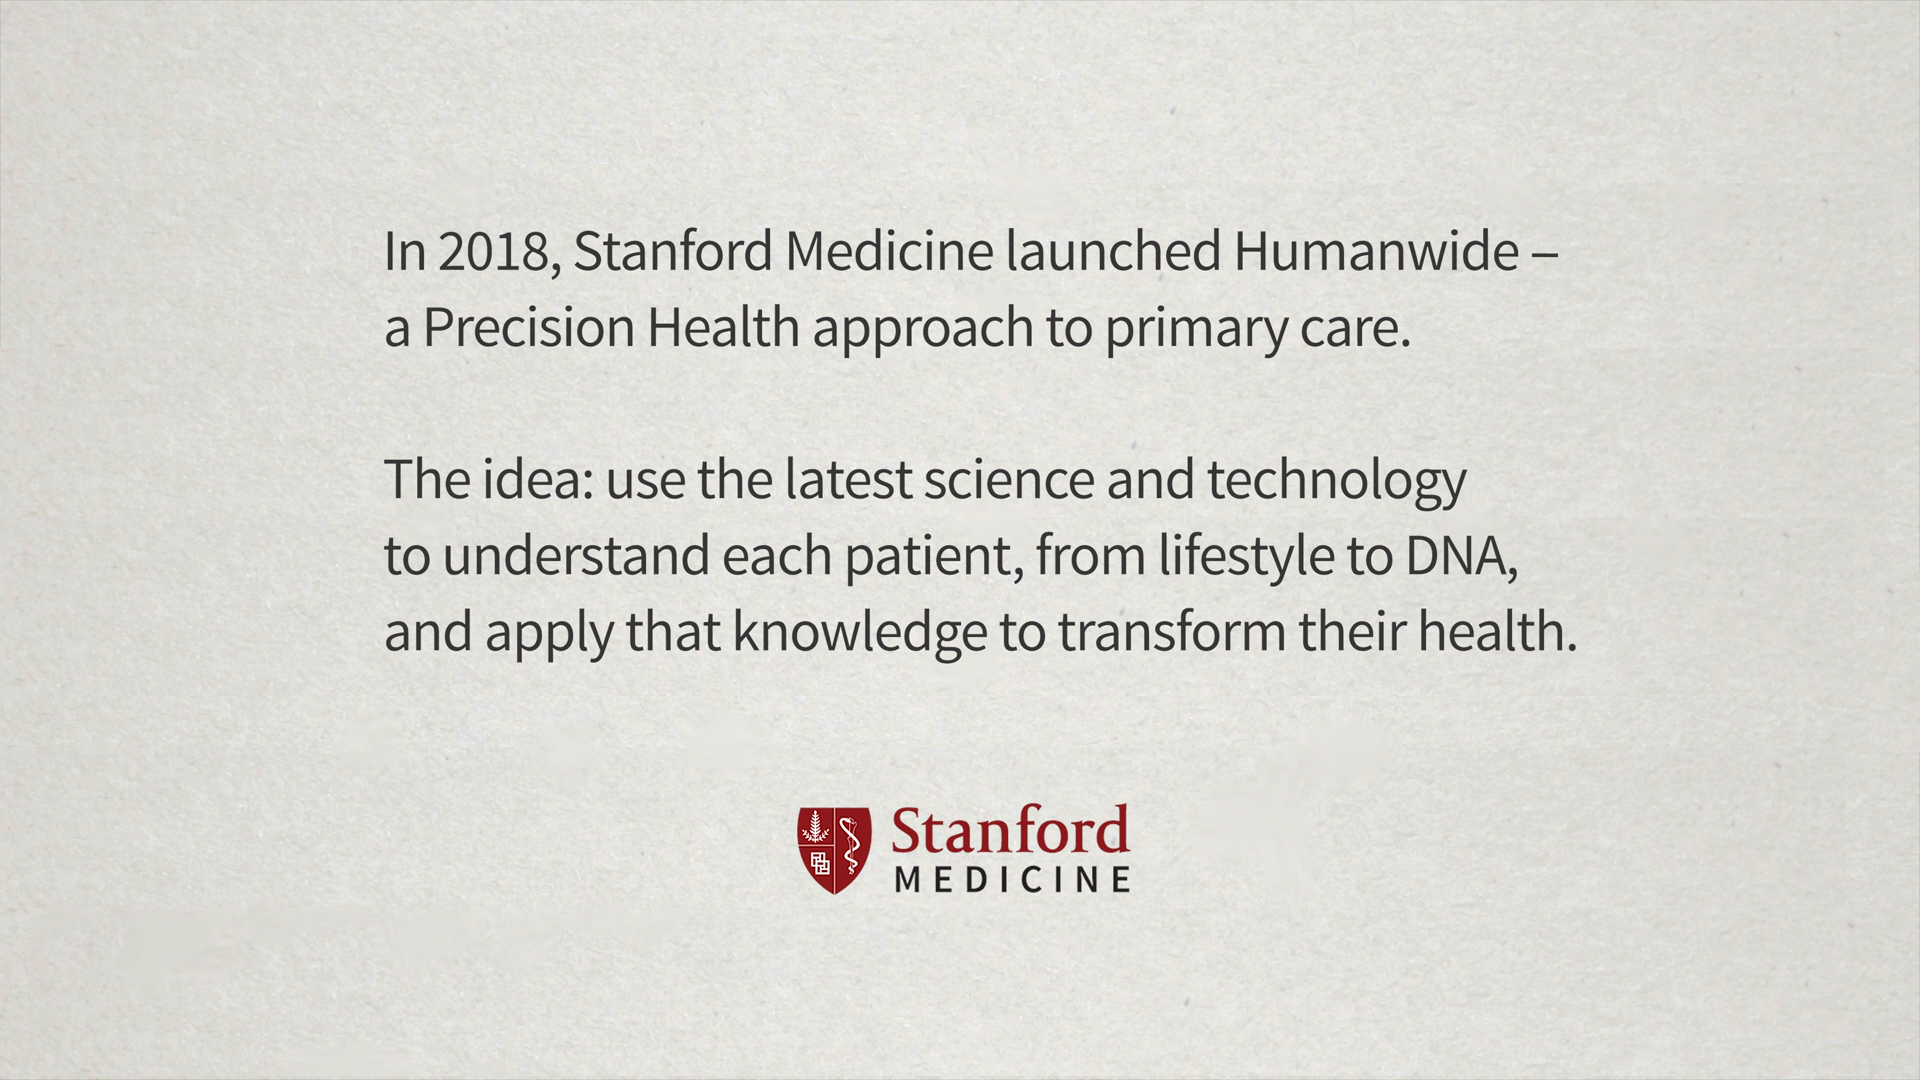 In 2018, Stanford Medicine launched Humanwide –
a Precision Health approach to primary care.
The idea: use the latest science and technology
to understand each patient, from lifestyle to DNA,
and apply that knowledge to transform their health.
Stanford
MEDICINE